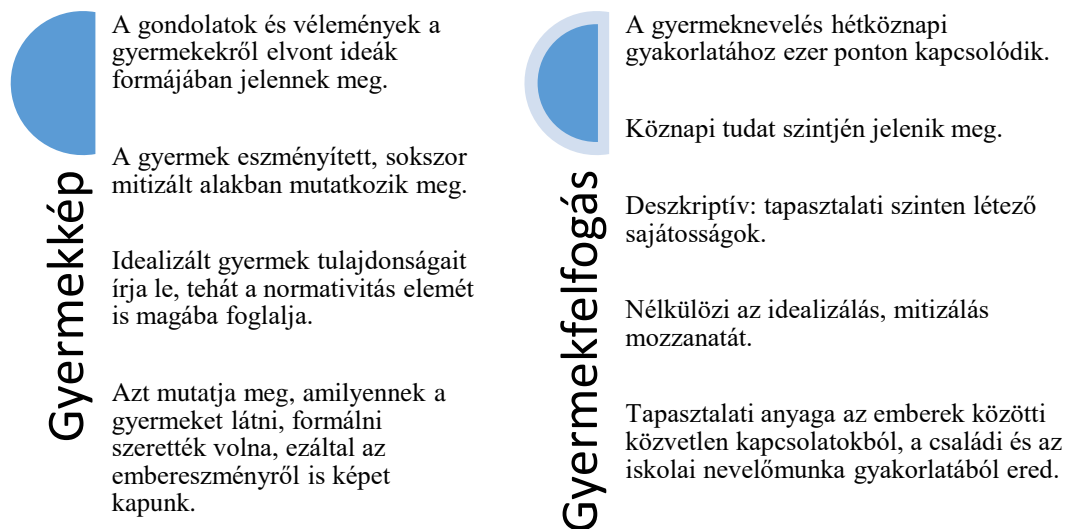 Gyermekkép
A gondolatok és vélemények a
gyermekekről elvont ideák
formájában jelennek meg.
A gyermek eszményített, sokszor
mitizált alakban mutatkozik meg.
Idealizált gyermek tulajdonságait
írja le, tehát a normativitás elemét
is magába foglalja.
Azt mutatja meg, amilyennek a
gyermeket látni, formálni
szerették volna, ezáltal az
embereszményről is képet
kapunk.
Gyermekfelfogás
A gyermeknevelés hétköznapi
gyakorlatához ezer ponton kapcsolódik.
Köznapi tudat szintjén jelenik meg.
Deszkriptív: tapasztalati szinten létező
sajátosságok.
Nélkülözi az idealizálás, mitizálás
mozzanatát.
Tapasztalati anyaga az emberek közötti
közvetlen kapcsolatokból, a családi és az
iskolai nevelőmunka gyakorlatából ered.